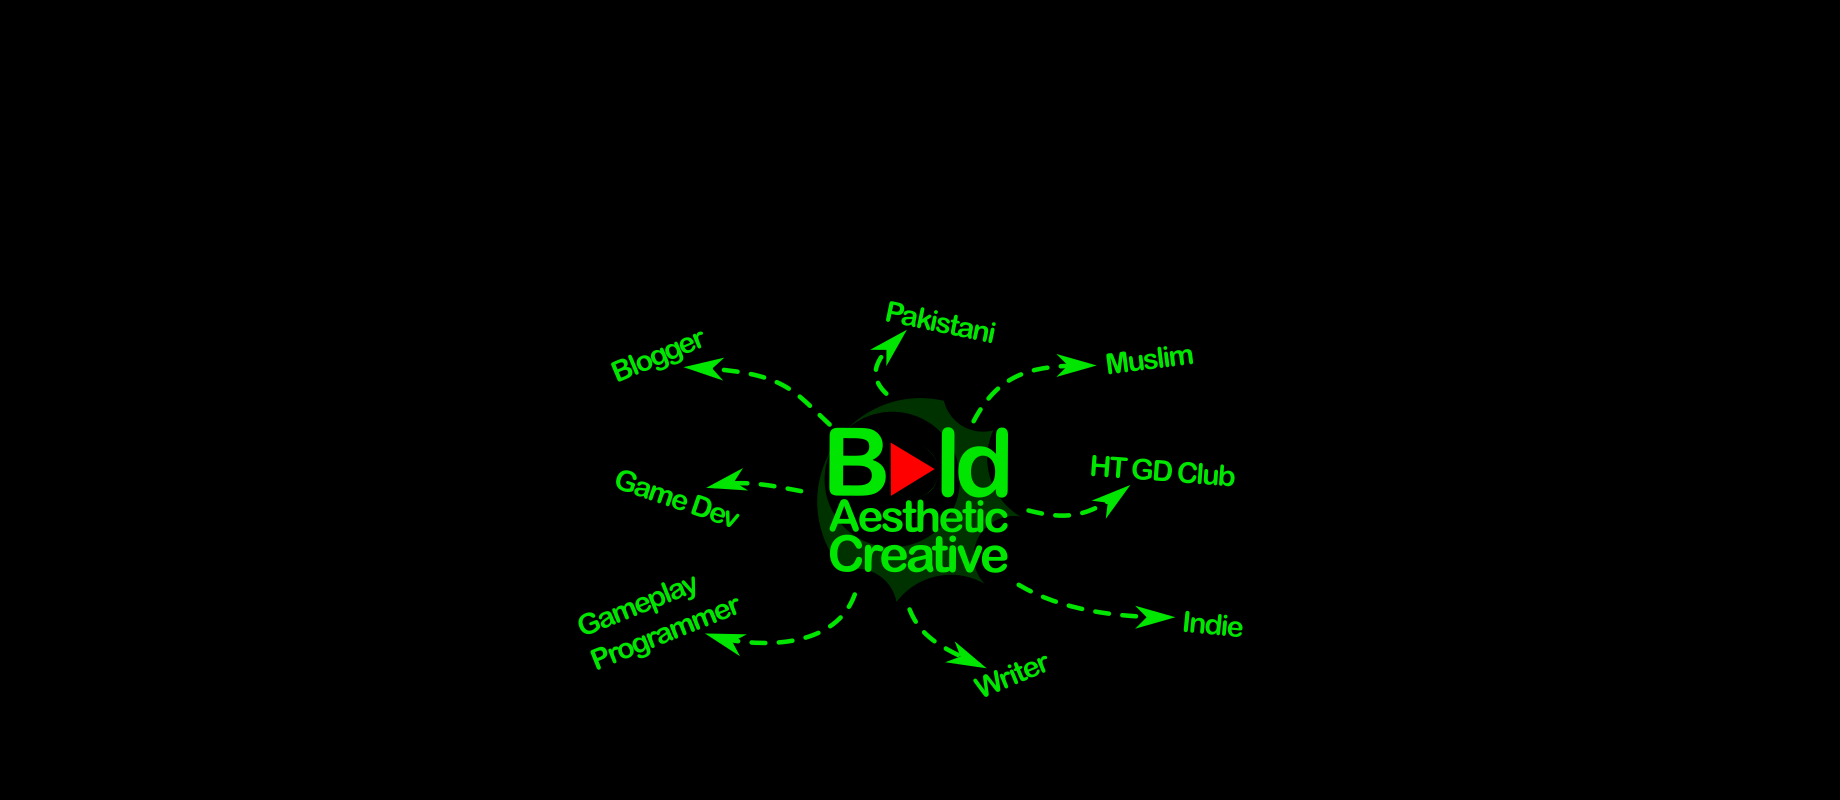 Pakistani
Blogger
Muslim
B▶ld
Aesthetic
Creative
HT GD Club
Game Dev
Gameplay
Programmer
Indie
Writer